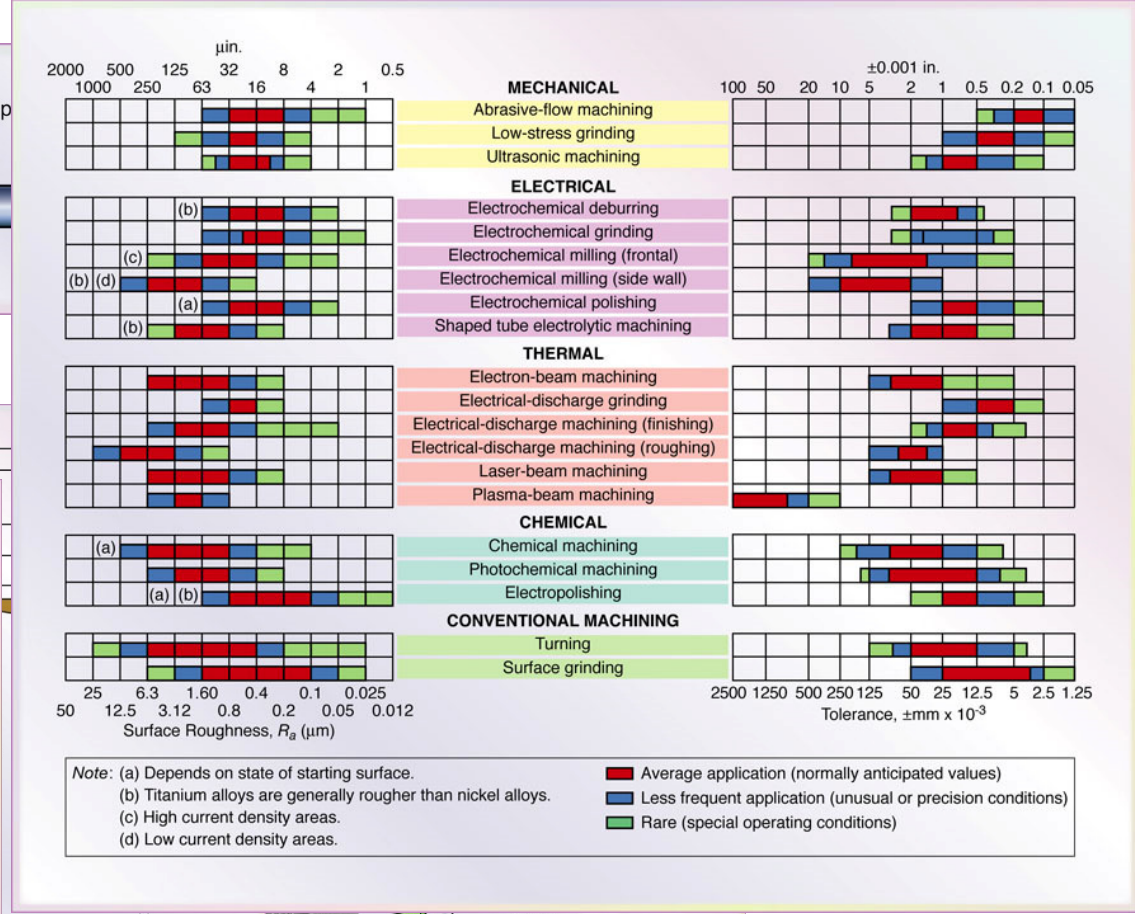 µin.
2000 500 125 32 8 2 0.5
1000 250 63 16 4 1
±0.001 in.
100 50 20 10 5 2 1 0.5 0.2 0.1 0.05
p
MECHANICAL
Abrasive-flow machining
Low-stress grinding
Ultrasonic machining
ELECTRICAL
(b) Electrochemical deburring
Electrochemical grinding
(c) Electrochemical milling (frontal)
(b) (d) Electrochemical milling (side wall)
(a) Electrochemical polishing
(b) Shaped tube electrolytic machining
THERMAL
Electron-beam machining
Electrical-discharge grinding
Electrical-discharge machining (finishing)
Electrical-discharge machining (roughing)
Laser-beam machining
Plasma-beam machining
CHEMICAL
(a) Chemical machining
Photochemical machining
(a) (b) Electropolishing
CONVENTIONAL MACHINING
Turning
Surface grinding
25 6.3 1.60 0.4 0.1 0.025
50 12.5 3.12 0.8 0.2 0.05 0.012
Surface Roughness, Ra (µm)
2500 1250 500 250 125 50 25 12.5 5 2.5 1.25
Tolerance, ±mm x 10-3
Note: (a) Depends on state of starting surface.
(b) Titanium alloys are generally rougher than nickel alloys.
(c) High current density areas.
(d) Low current density areas.
Average application (normally anticipated values)
Less frequent application (unusual or precision conditions)
Rare (special operating conditions)